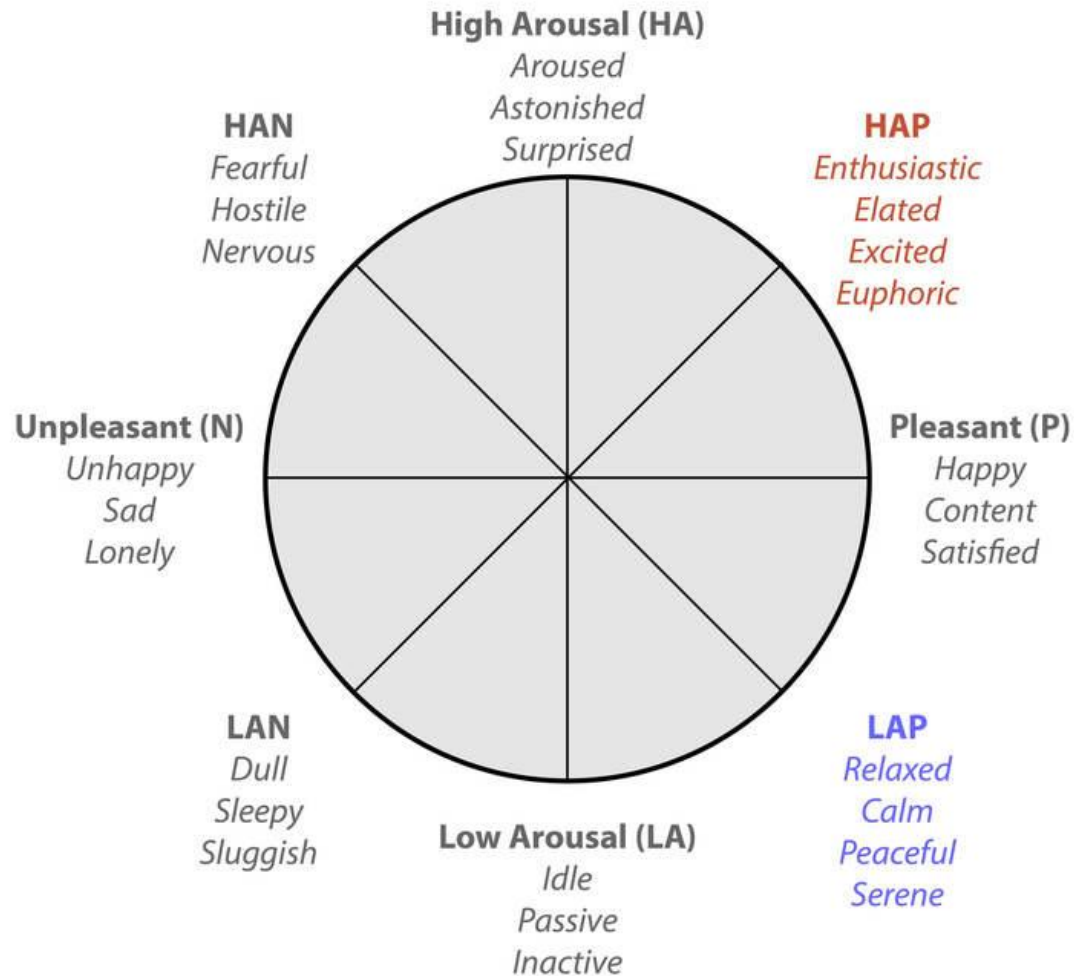 High Arousal (HA)
Aroused
Astonished
Surprised
HAN
Fearful
Hostile
Nervous
HAP
Enthusiastic
Elated
Excited
Euphoric
Unpleasant (N)
Unhappy
Sad
Lonely
Pleasant (P)
Happy
Content
Satisfied
LAN
Dull
Sleepy
Sluggish
Low Arousal (LA)
Idle
Passive
Inactive
LAP
Relaxed
Calm
Peaceful
Serene